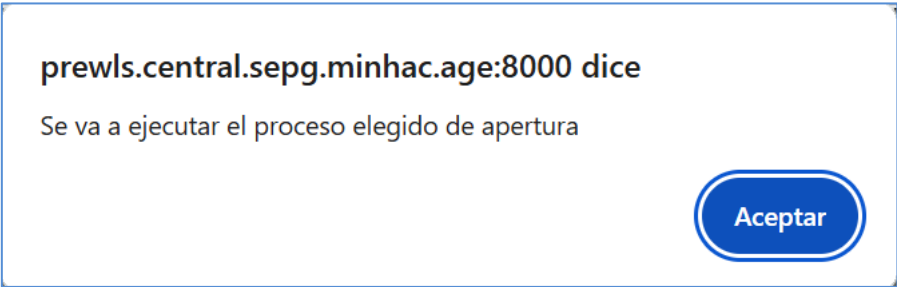 prewls.central.sepg.minhac.age:8000 dice
Se va a ejecutar el proceso elegido de apertura
Aceptar